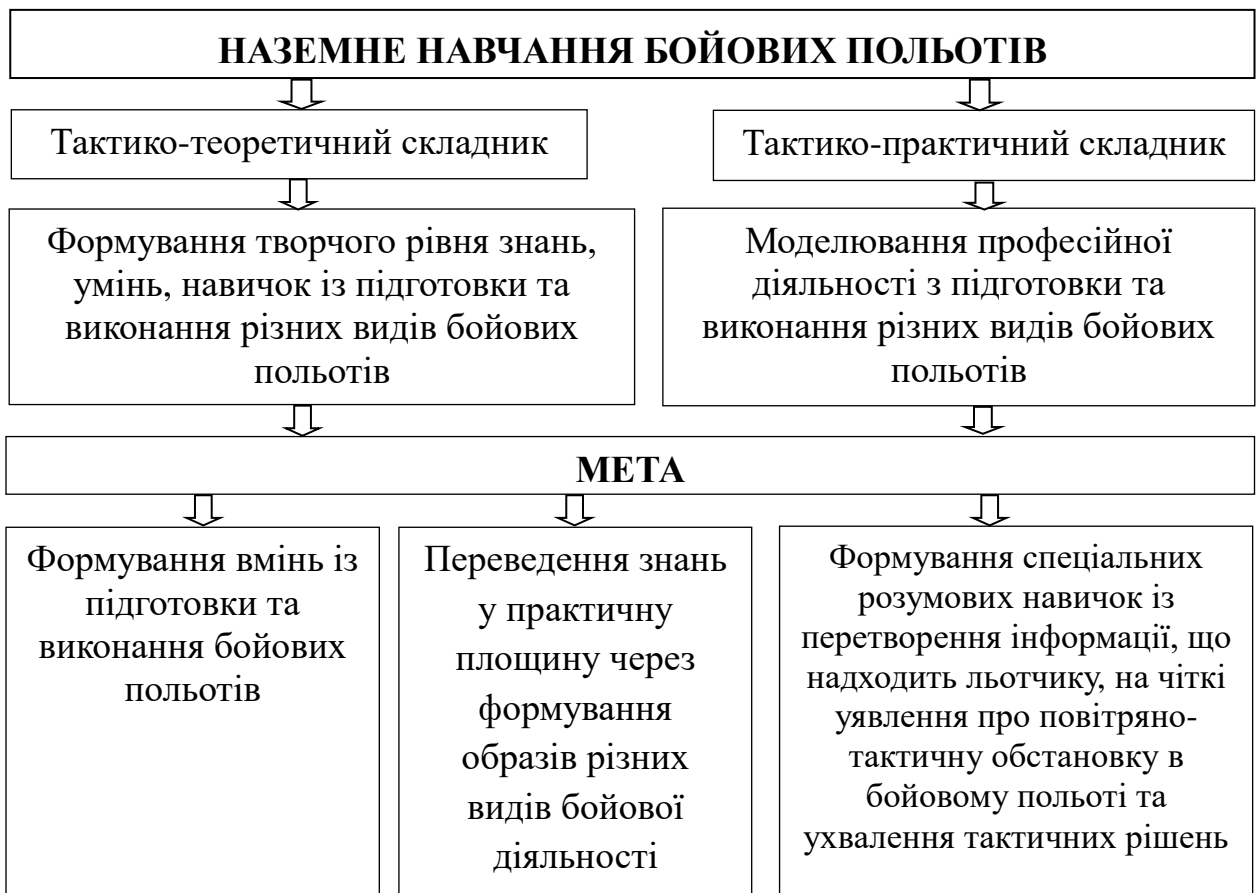 НАЗЕМНЕ НАВЧАННЯ БОЙОВИХ ПОЛЬОТІВ
Тактико-теоретичний складник
Тактико-практичний складник
Формування творчого рівня знань,
умінь, навичок із підготовки та
виконання різних видів бойових
польотів
Моделювання професійної
діяльності з підготовки та
виконання різних видів бойових
польотів
МЕТА
Формування вмінь із
підготовки та
виконання бойових
польотів
Переведення знань
у практичну
площину через
формування
образів різних
видів бойової
діяльності
Формування спеціальних
розумових навичок із
перетворення інформації, що
надходить льотчику, на чіткі
уявлення про повітряно-
тактичну обстановку в
бойовому польоті та
ухвалення тактичних рішень